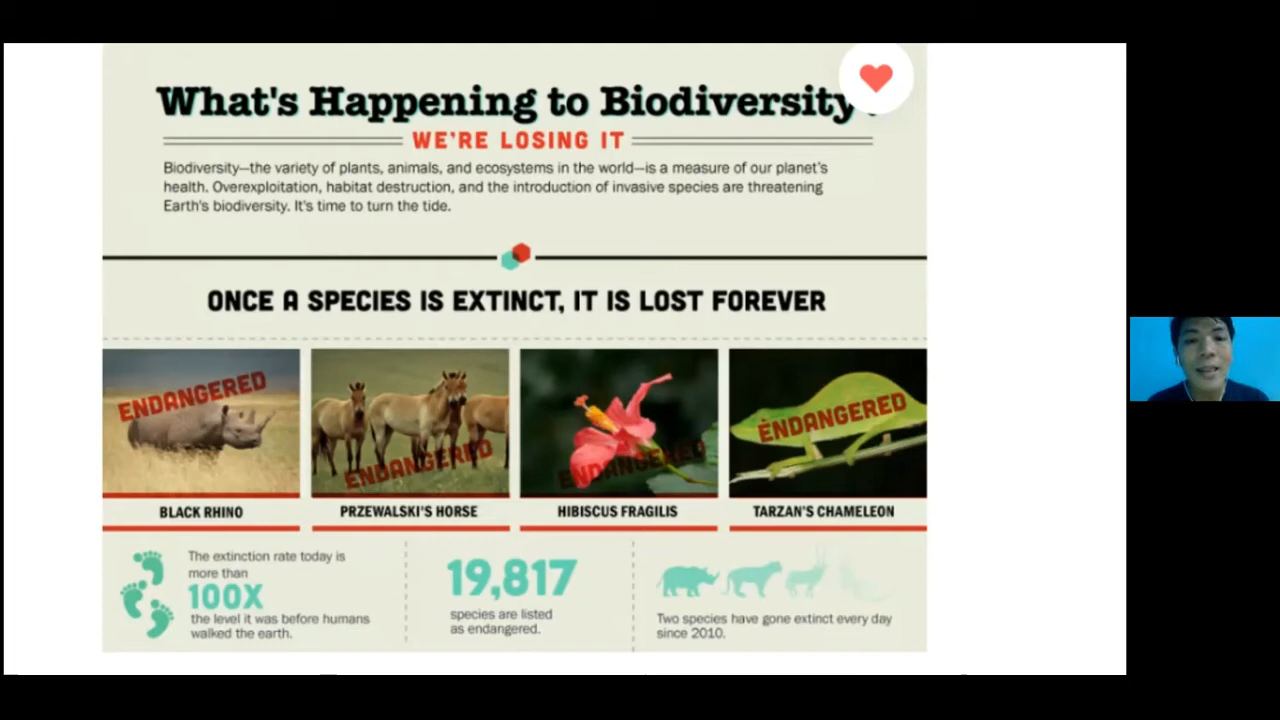 What's Happening to Biodiversity
WE'RE LOSING IT
Biodiversity—the variety of plants, animals, and ecosystems in the world—is a measure of our planet's
health. Overexploitation, habitat destruction, and the introduction of invasive species are threatening
Earth's biodiversity. It's time to turn the tide.
ONCE A SPECIES IS EXTINCT, IT IS LOST FOREVER
ENDANGERED
ENDANGERED
ENDANGERED
ENDANGERED
BLACK RHINO
PRZEWALSKI'S HORSE
HIBISCUS FRAGILIS
TARZAN'S CHAMELEON
The extinction rate today is
more than
100X
the level it was before humans
walked the earth.
19,817
species are listed
as endangered.
Two species have gone extinct every day
since 2010.